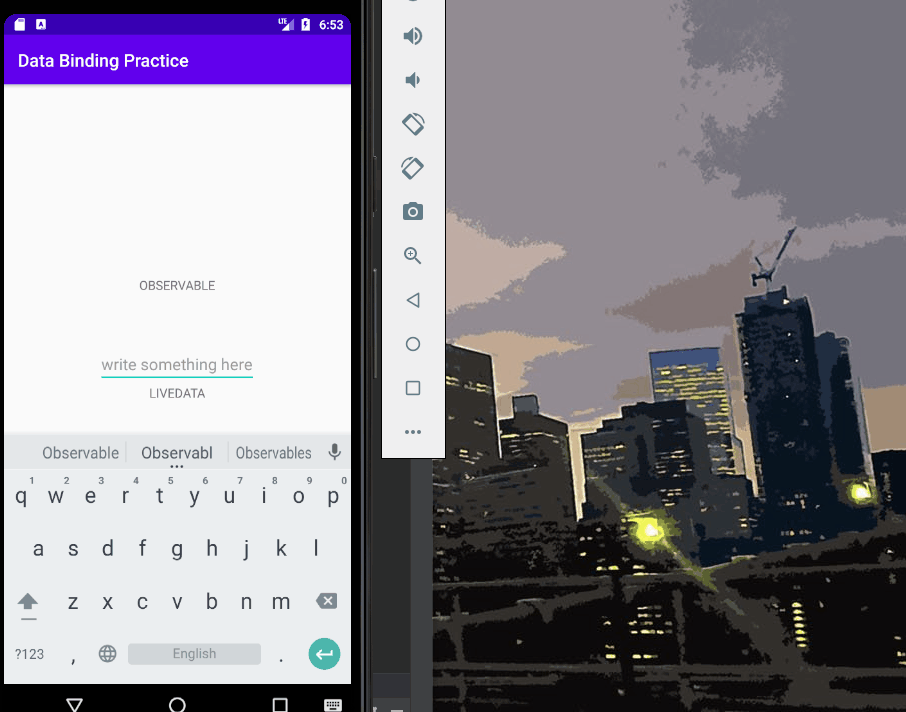 LTE 6:53
Data Binding Practice
OBSERVABLE
write something here
LIVEDATA
Observable Observabl Observables
1 2 3 4 5 6 7 8 9 0
q w e r t y u i o p
a s d f g h j k l
z x c v b n m
?123 , English .